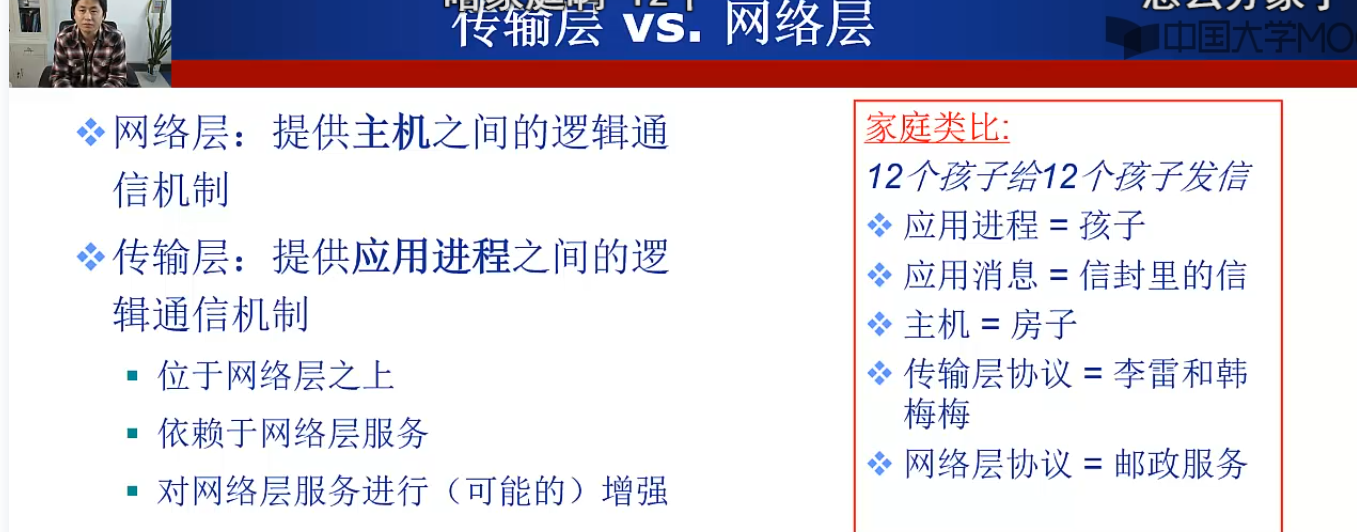 传输层 vs. 网络层
中国大学MO
网络层：提供主机之间的逻辑通
信机制
传输层：提供应用进程之间的逻
辑通信机制
位于网络层之上
依赖于网络层服务
对网络层服务进行（可能的）增强
家庭类比:
12个孩子给12个孩子发信
应用进程 = 孩子
应用消息 = 信封里的信
主机 = 房子
传输层协议 = 李雷和韩
梅梅
网络层协议 = 邮政服务